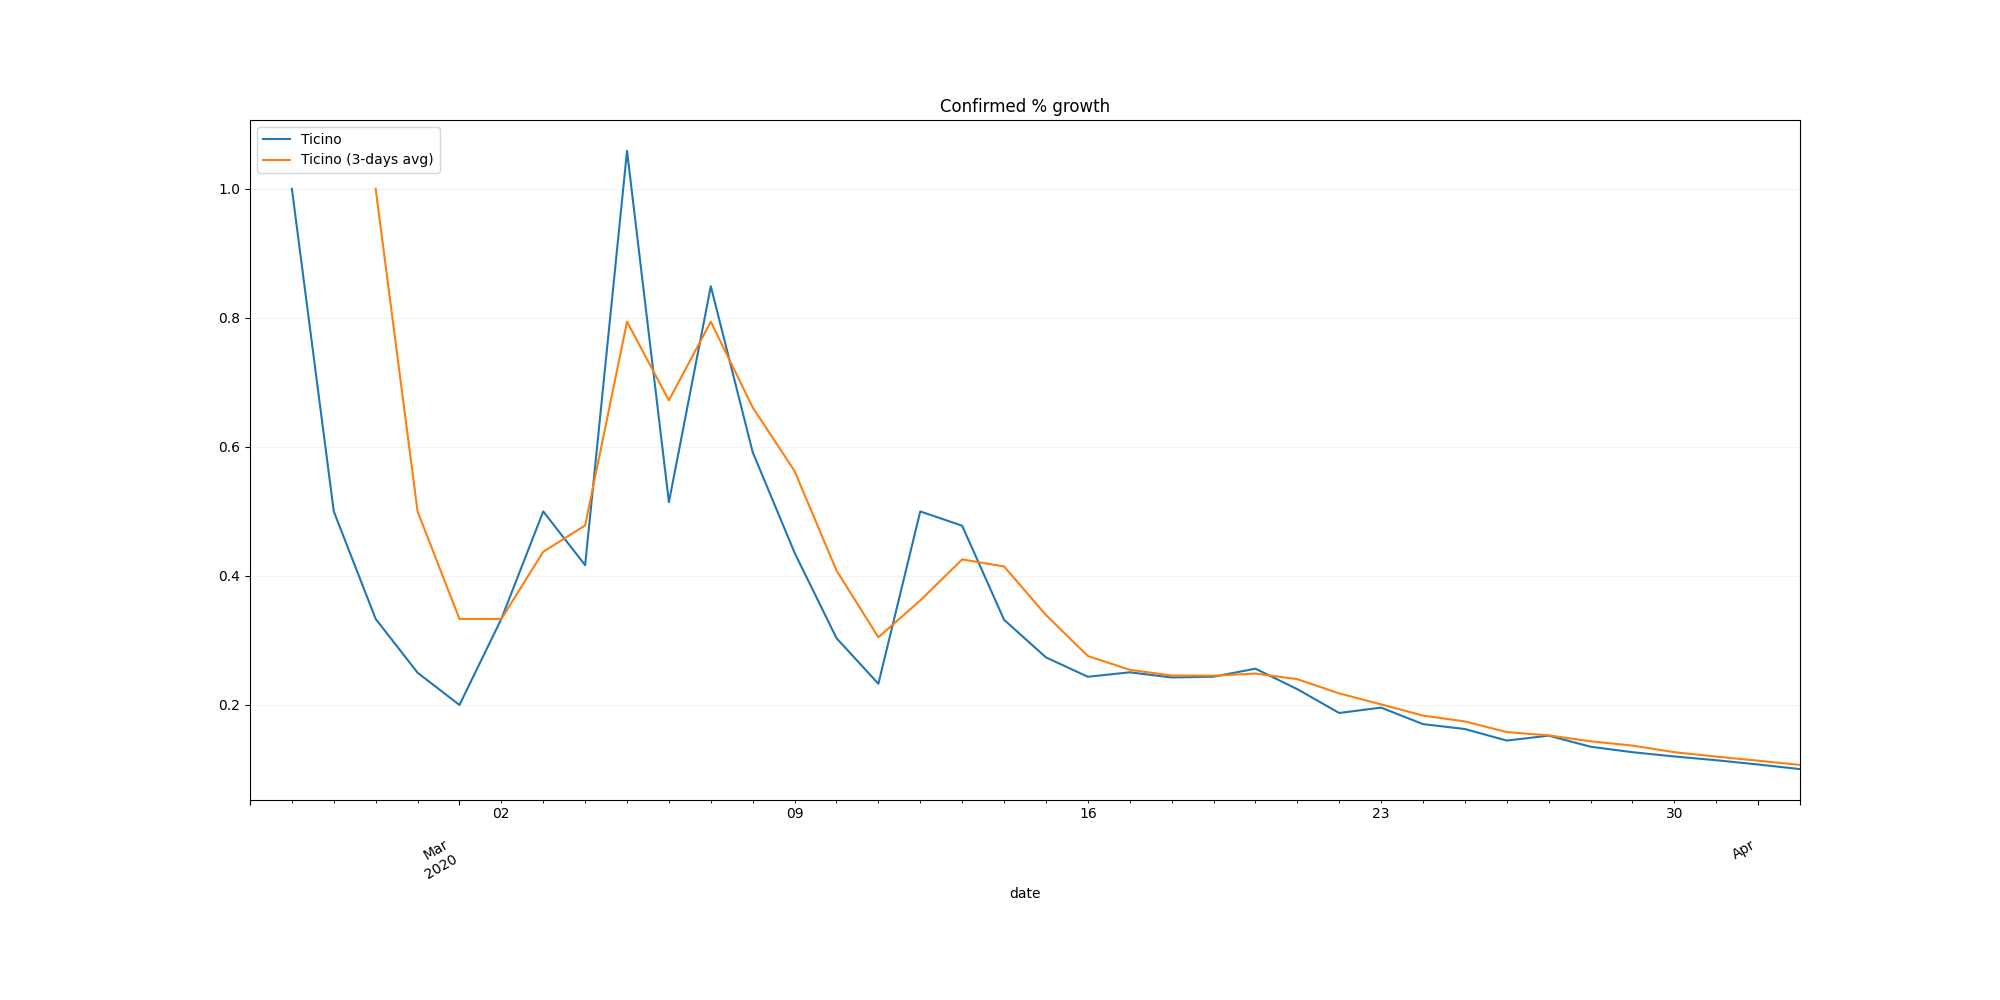 Confirmed % growth
Ticino
Ticino (3-days avg)
1.0
0.8
0.6
0.4
0.2
02
09
16
23
30
Mar
2020
Apr
date